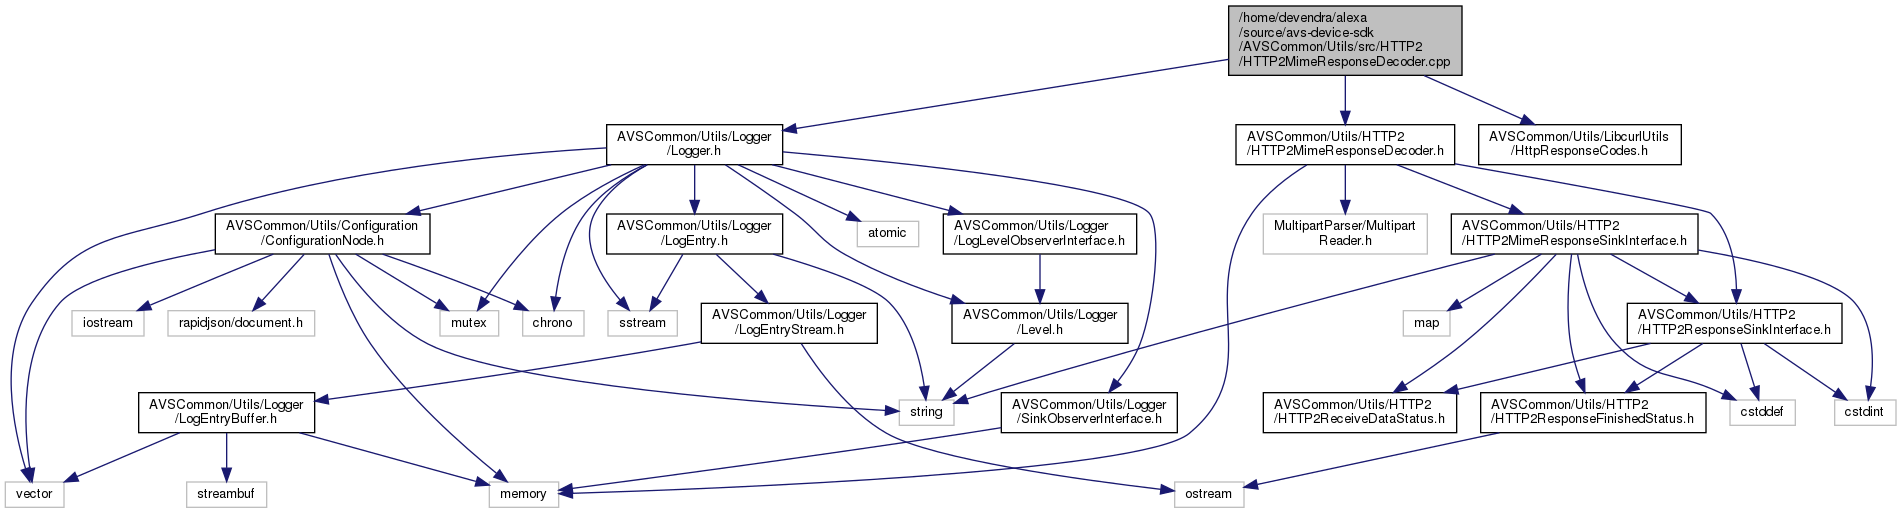 /home/devendra/alexa
/source/avs-device-sdk
/AVSCommon/Utils/src/HTTP2
/HTTP2MimeResponseDecoder.cpp
AVSCommon/Utils/Logger
/Logger.h
AVSCommon/Utils/HTTP2
/HTTP2MimeResponseDecoder.h
AVSCommon/Utils/LibcurlUtils
/HttpResponseCodes.h
AVSCommon/Utils/Configuration
/ConfigurationNode.h
AVSCommon/Utils/Logger
/LogEntry.h
atomic
AVSCommon/Utils/Logger
/LogLevelObserverInterface.h
MultipartParser/Multipart
Reader.h
AVSCommon/Utils/HTTP2
/HTTP2MimeResponseSinkInterface.h
iostream
rapidjson/document.h
mutex
chrono
sstream
AVSCommon/Utils/Logger
/LogEntryStream.h
AVSCommon/Utils/Logger
/Level.h
map
AVSCommon/Utils/HTTP2
/HTTP2ResponseSinkInterface.h
AVSCommon/Utils/Logger
/LogEntryBuffer.h
string
AVSCommon/Utils/Logger
/SinkObserverInterface.h
AVSCommon/Utils/HTTP2
/HTTP2ReceiveDataStatus.h
AVSCommon/Utils/HTTP2
/HTTP2ResponseFinishedStatus.h
cstddef
cstdint
vector
streambuf
memory
ostream